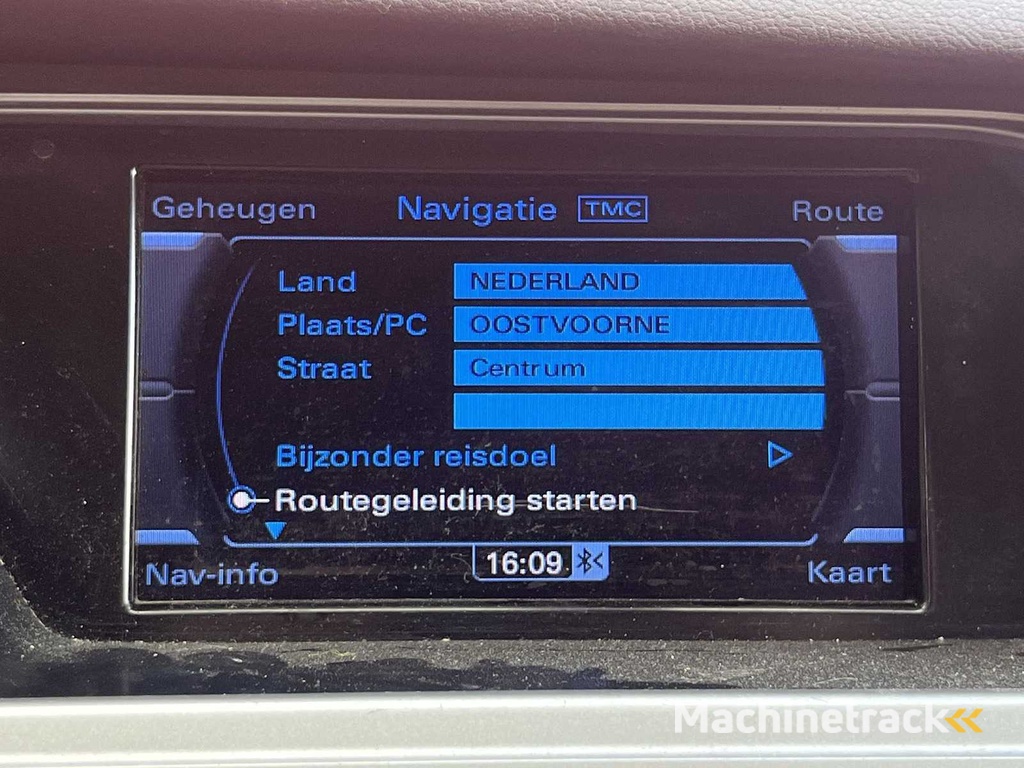 Geheugen Navigatie TMC Route
Land NEDERLAND
Plaats/PC OOSTVOORNE
Straat Centrum
Bijzonder reisdoel
Routegeleiding starten
Nav-info 16:09 Kaart
Machinetrack